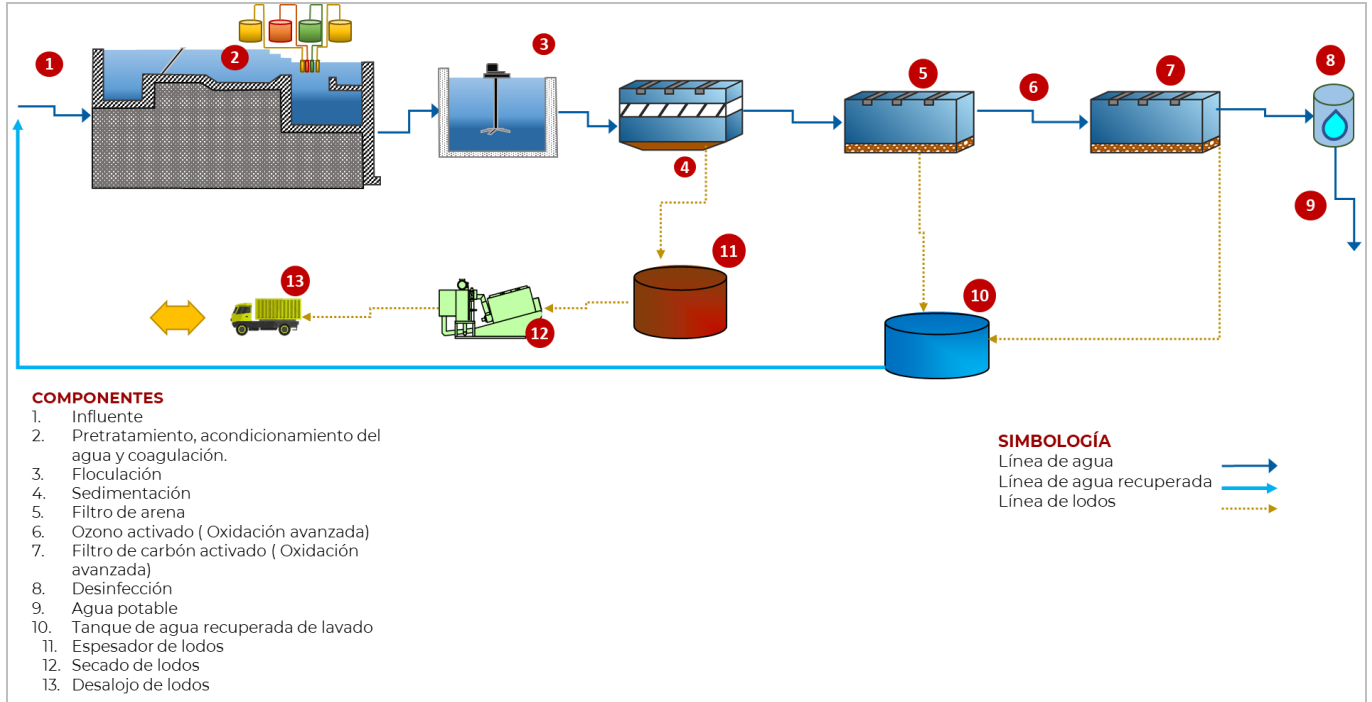 1
2
3
4
5
6
7
8
9
10
11
12
13
COMPONENTES
1. Influente
2. Pretratamiento, acondicionamiento del
agua y coagulación.
3. Floculación
4. Sedimentación
5. Filtro de arena
6. Ozono activado ( Oxidación avanzada)
7. Filtro de carbón activado ( Oxidación
avanzada)
8. Desinfección
9. Agua potable
10. Tanque de agua recuperada de lavado
11. Espesador de lodos
12. Secado de lodos
13. Desalojo de lodos
SIMBOLOGÍA
Línea de agua
Línea de agua recuperada
Línea de lodos